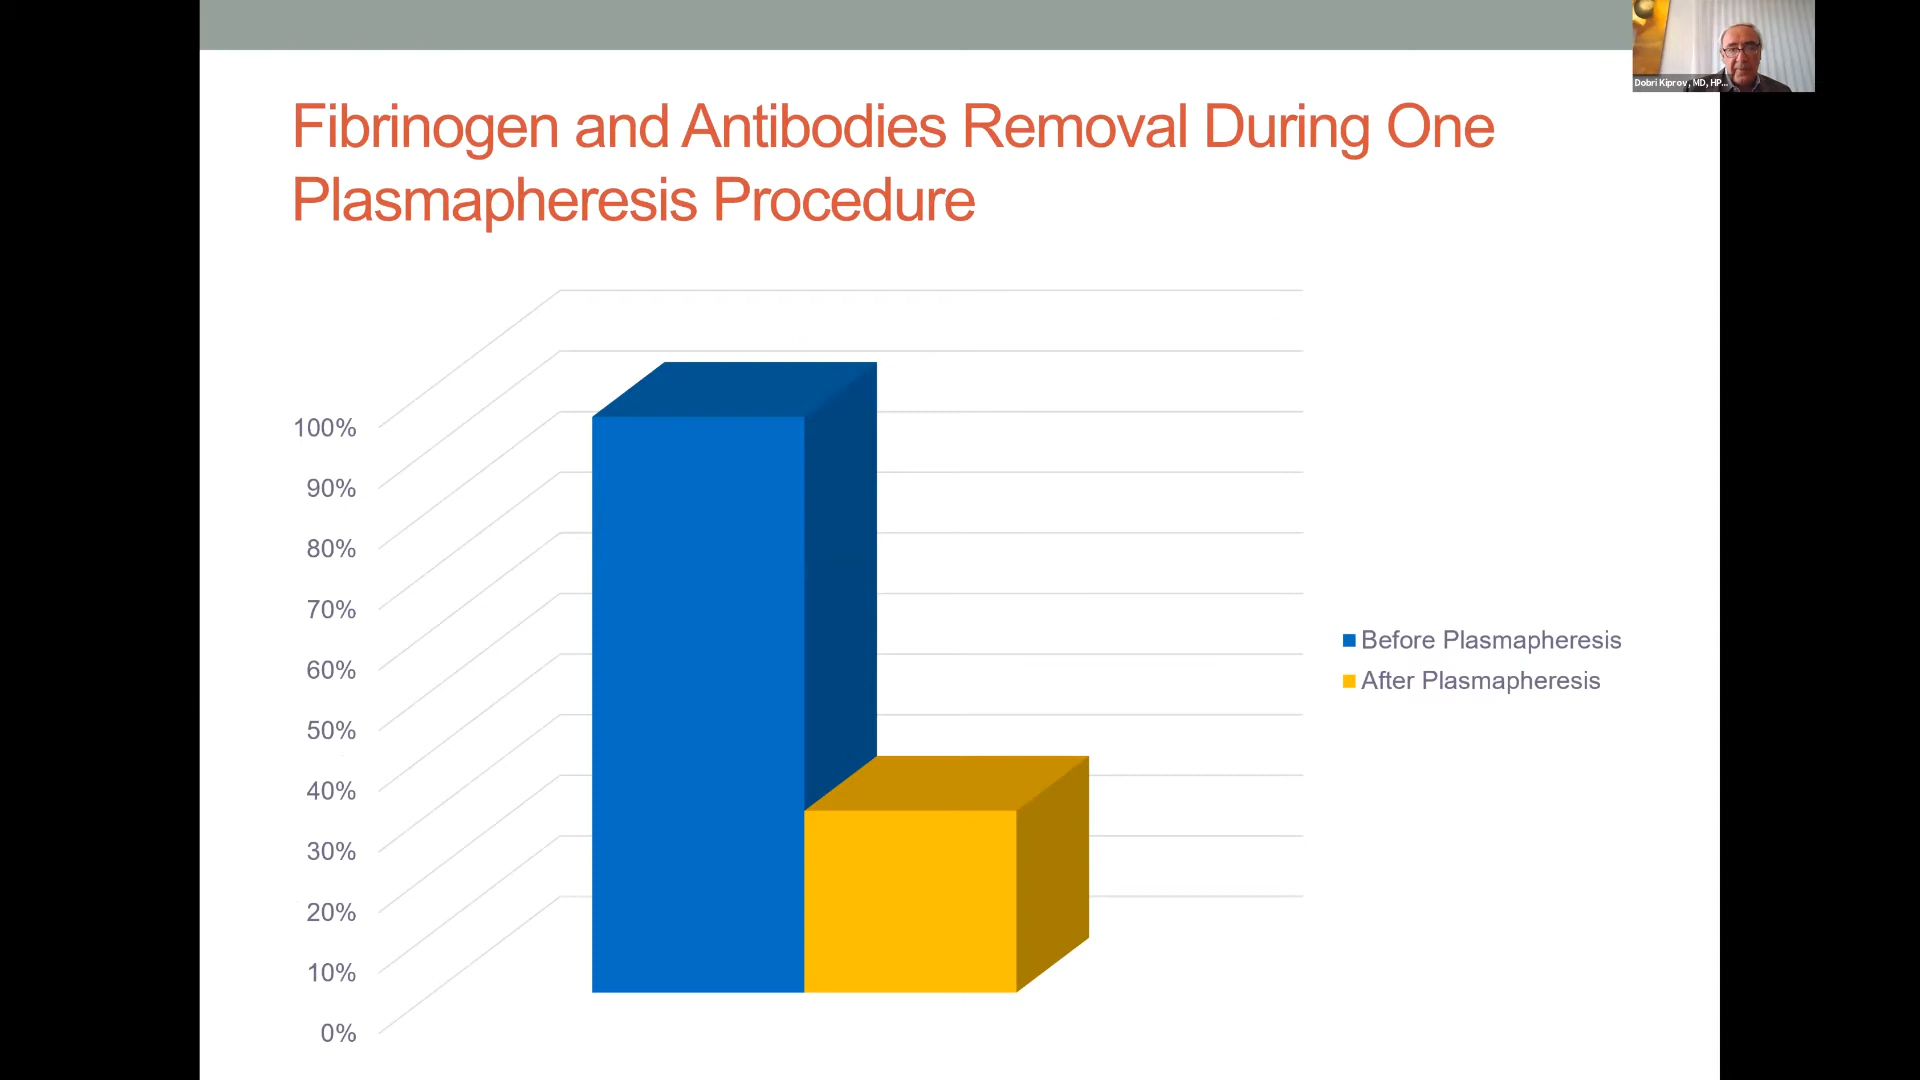 Dobri Kiprov, MD, HP...
Fibrinogen and Antibodies Removal During One
Plasmapheresis Procedure
100%
90%
80%
70%
60%
50%
40%
30%
20%
10%
0%
Before Plasmapheresis
After Plasmapheresis